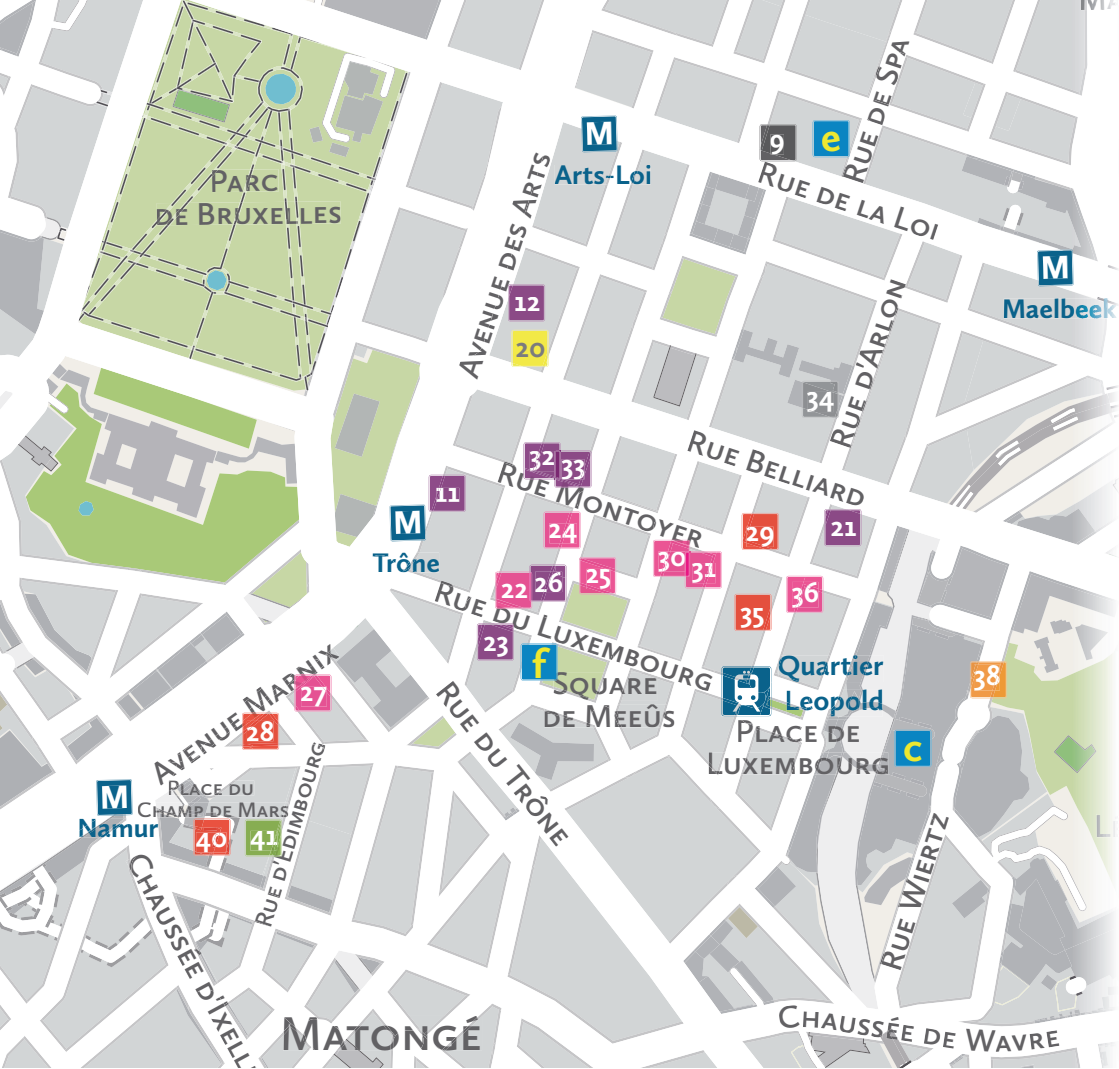 RUE DE SPA
M
Arts-Loi
9
e
RUE DE LA LOI
PARC
DE BRUXELLES
AVENUE DES ARTS
M
Maelbeek
12
20
RUE D'ARLON
34
RUE BELLIARD
32
33
11
RUE MONTOYER
M
Trône
24
29
21
30
31
25
26
22
36
35
RUE DU LUXEMBOURG
23
f
SQUARE
DE MEEÛS
Quartier
Leopold
PLACE DE
LUXEMBOURG
38
c
AVENUE MARNIX
27
28
RUE DU TRÔNE
M
Namur
PLACE DU
CHAMP DE MARS
40
41
RUE D'EDIMBOURG
RUE WIERTZ
CHAUSSÉE D'IXELL
MATONGÉ
CHAUSSÉE DE WAVRE